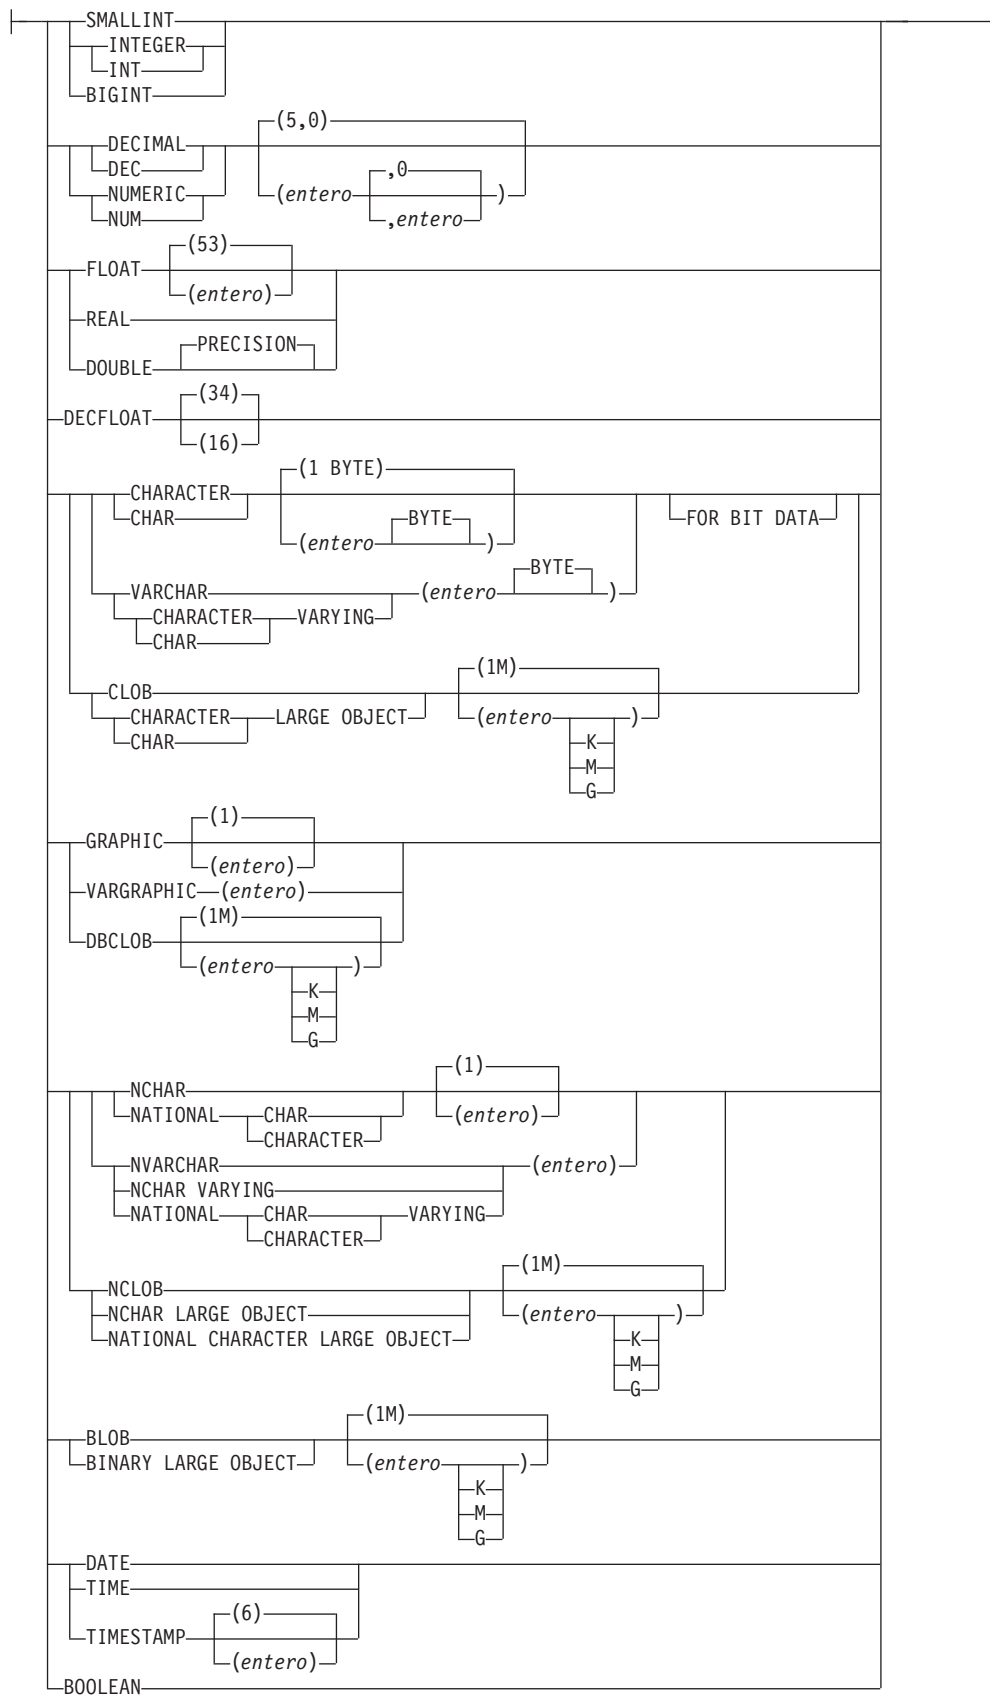 SMALLINT
INTEGER
INT
BIGINT
(5,0)
DECIMAL
DEC ,0
NUMERIC (entero )
NUM ,entero
(53)
FLOAT
(entero)
REAL
PRECISION
DOUBLE
(34)
DECFLOAT
(16)
(1 BYTE)
CHARACTER
CHAR BYTE FOR BIT DATA
(entero )
BYTE
VARCHAR (entero )
CHARACTER VARYING
CHAR
(1M)
CLOB
CHARACTER LARGE OBJECT (entero )
CHAR K
M
G
(1)
GRAPHIC
(entero)
VARGRAPHIC (entero)
(1M)
DBCLOB
(entero )
K
M
G
(1)
NCHAR
NATIONAL CHAR (entero)
CHARACTER
NVARCHAR (entero)
NCHAR VARYING
NATIONAL CHAR VARYING
CHARACTER
(1M)
NCLOB
NCHAR LARGE OBJECT (entero )
NATIONAL CHARACTER LARGE OBJECT K
M
G
(1M)
BLOB
BINARY LARGE OBJECT (entero )
K
M
G
DATE
TIME
(6)
TIMESTAMP
(entero)
BOOLEAN